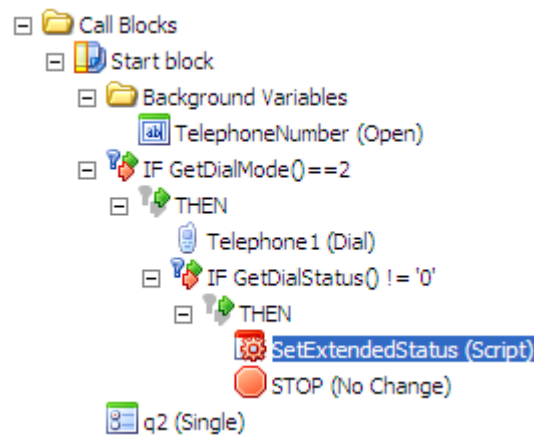 Call Blocks
Start block
Background Variables
TelephoneNumber (Open)
IF GetDialMode()==2
THEN
Telephone1 (Dial)
IF GetDialStatus() != '0'
THEN
SetExtendedStatus (Script)
STOP (No Change)
q2 (Single)